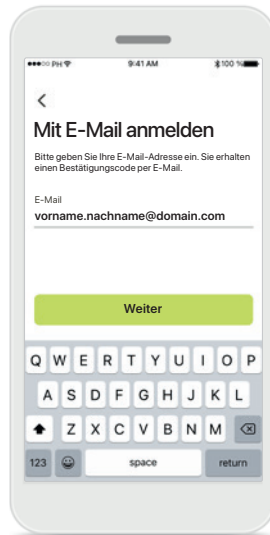 PH 9:41 AM 100 %
Mit E-Mail anmelden
Bitte geben Sie Ihre E-Mail-Adresse ein. Sie erhalten
einen Bestätigungscode per E-Mail.
E-Mail
vorname.nachname@domain.com
Weiter
Q W E R T Y U I O P
A S D F G H J K L
Z X C V B N M
123 space return